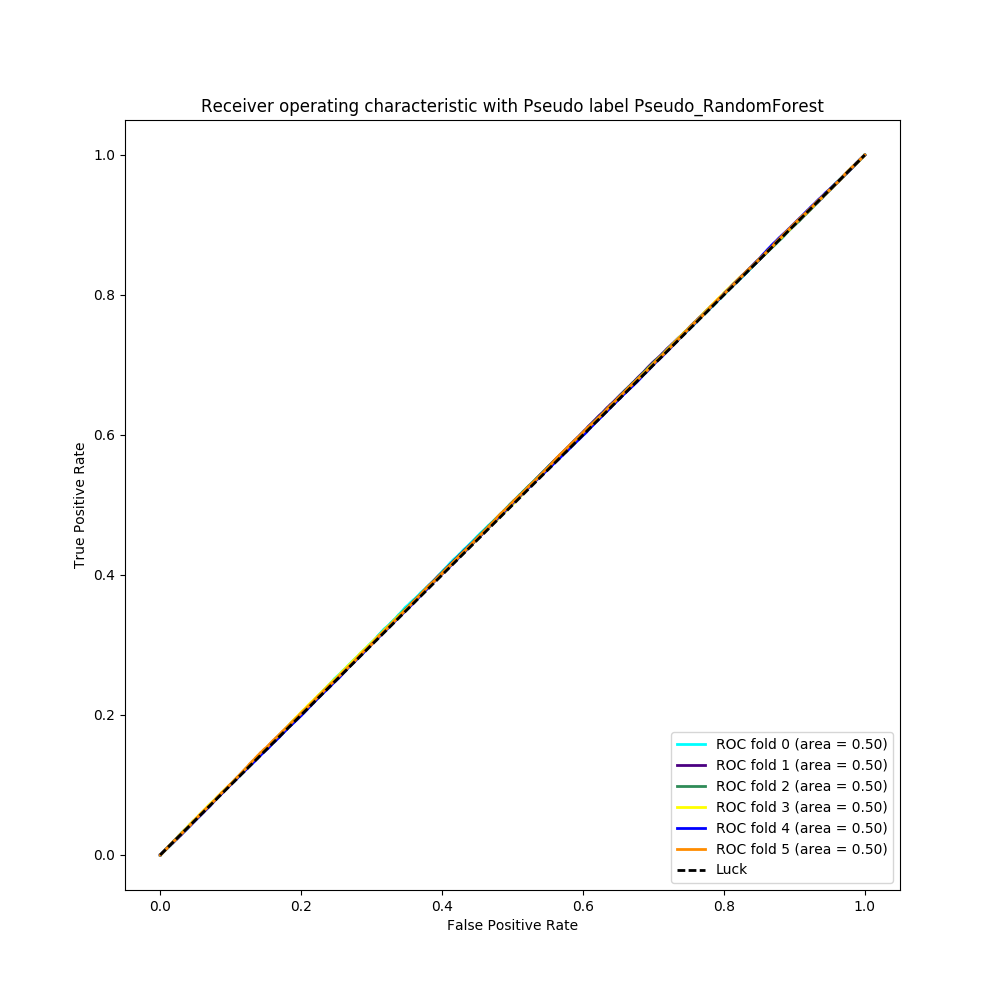 Receiver operating characteristic with Pseudo label Pseudo_RandomForest
1.0
0.8
0.6
0.4
0.2
0.0
True Positive Rate
ROC fold 0 (area = 0.50)
ROC fold 1 (area = 0.50)
ROC fold 2 (area = 0.50)
ROC fold 3 (area = 0.50)
ROC fold 4 (area = 0.50)
ROC fold 5 (area = 0.50)
Luck
0.0 0.2 0.4 0.6 0.8 1.0
False Positive Rate